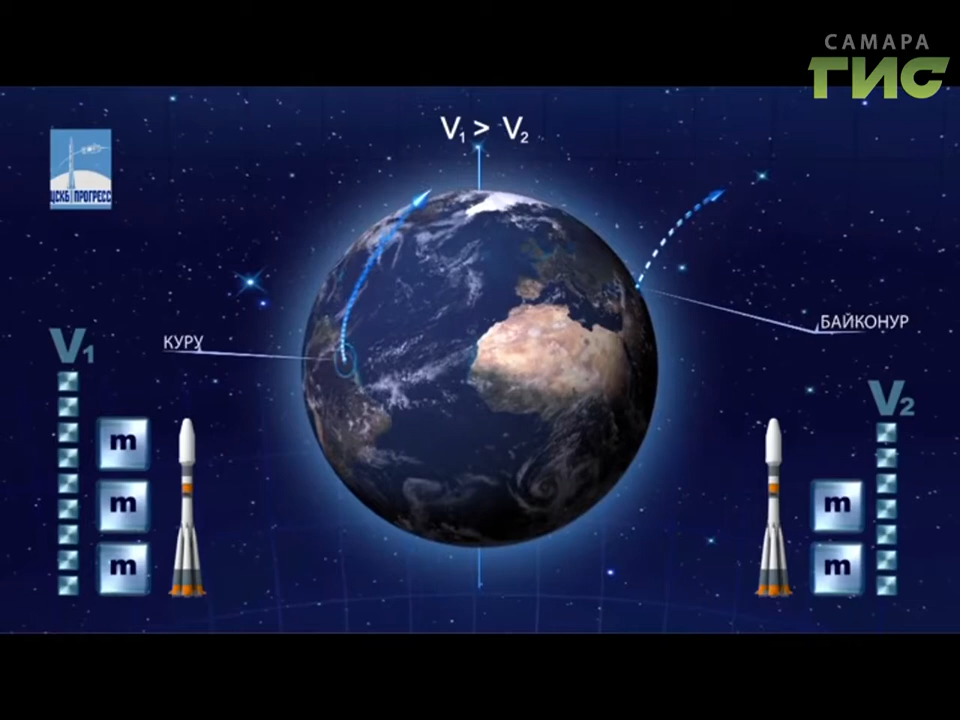 САМАРА
ГИС
V₁ > V₂
ЦСКБ ПРОГРЕСС
КУРУ
БАЙКОНУР
V₁
V₂
m
m
m
m
m